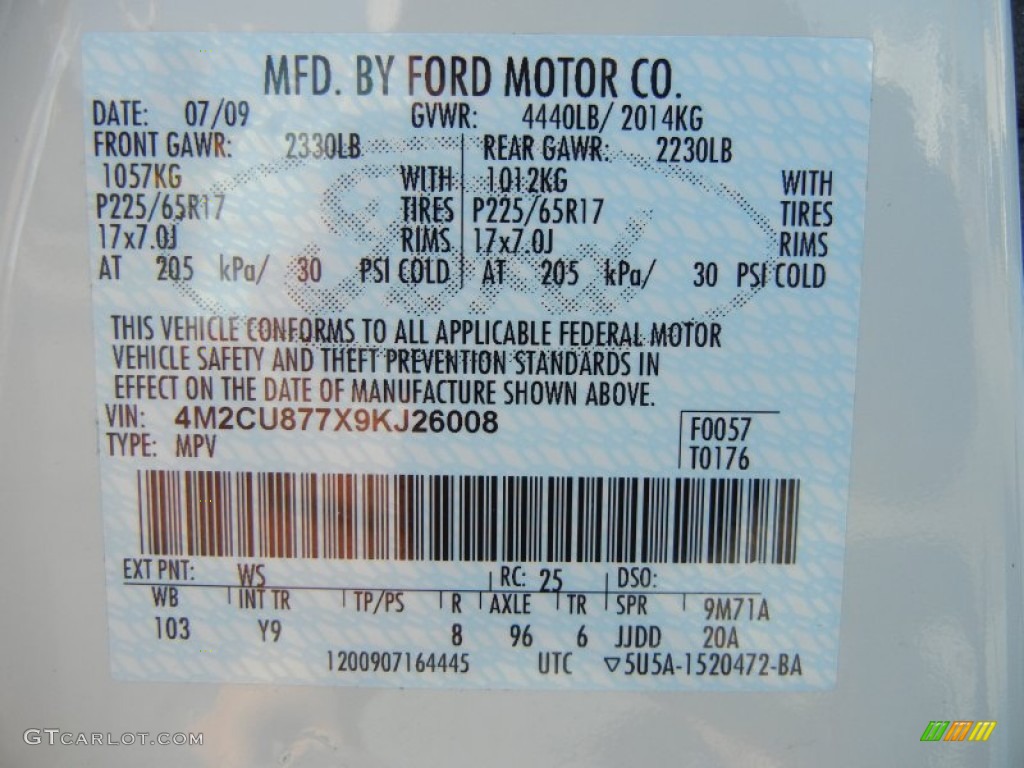 MFD. BY FORD MOTOR CO.
DATE: 07/09 GVWR: 4440LB/ 2014KG
FRONT GAWR: 2330LB REAR GAWR: 2230LB
1057KG WITH 1012KG WITH
P225/65R17 TIRES P225/65R17 TIRES
17x7.0J RIMS 17x7.0J RIMS
AT 205 kPa/ 30 PSI COLD AT 205 kPa/ 30 PSI COLD
THIS VEHICLE CONFORMS TO ALL APPLICABLE FEDERAL MOTOR
VEHICLE SAFETY AND THEFT PREVENTION STANDARDS IN
EFFECT ON THE DATE OF MANUFACTURE SHOWN ABOVE.
VIN: 4M2CU877X9KJ26008
F0057
TYPE: MPV
T0176
EXT PNT: WS RC: 25 DSO:
WB INT TR TP/PS R AXLE TR SPR 9M71A
103 Y9 8 96 6 JJDD 20A
1200907164445 UTC ▽5U5A-1520472-BA
GTCARLOT.COM